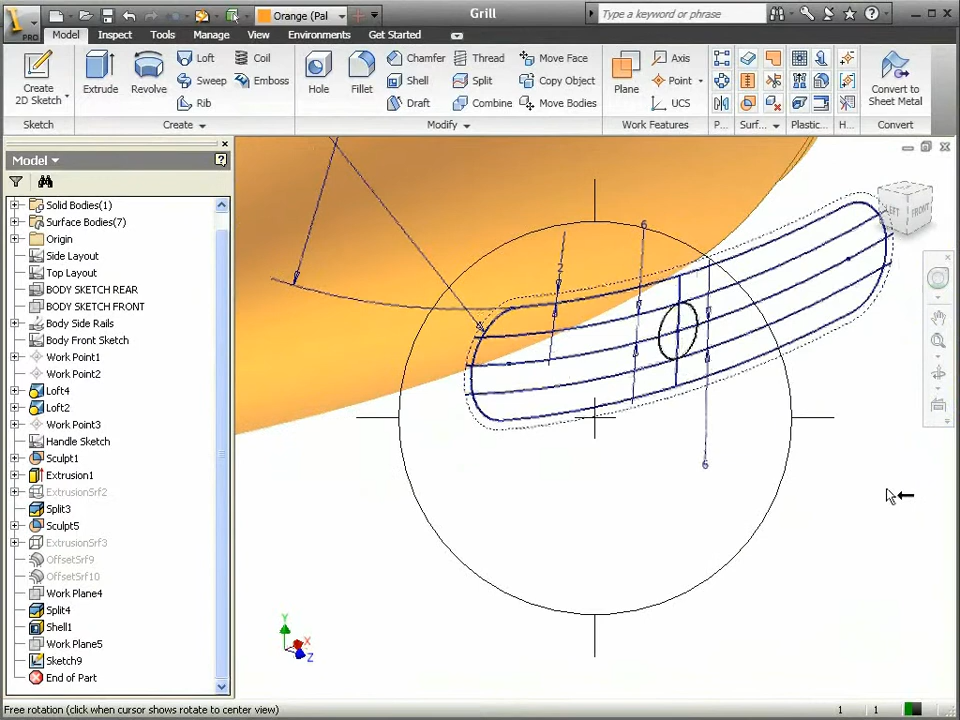 PRO
Orange (Pal
Grill
Type a keyword or phrase
Model
Inspect
Tools
Manage
View
Environments
Get Started
Create
2D Sketch
Extrude
Revolve
Loft
Sweep
Rib
Coil
Emboss
Hole
Fillet
Chamfer
Shell
Draft
Thread
Split
Combine
Move Face
Copy Object
Move Bodies
Plane
Axis
Point
UCS
Convert to
Sheet Metal
Sketch
Create
Modify
Work Features
P...
Surf...
Plastic...
H...
Convert
Model
Solid Bodies(1)
Surface Bodies(7)
Origin
Side Layout
Top Layout
BODY SKETCH REAR
BODY SKETCH FRONT
Body Side Rails
Body Front Sketch
Work Point1
Work Point2
Loft4
Loft2
Work Point3
Handle Sketch
Sculpt1
Extrusion1
ExtrusionSrf2
Split3
Sculpt5
ExtrusionSrf3
OffsetSrf9
OffsetSrf10
Work Plane4
Split4
Shell1
Work Plane5
Sketch9
End of Part
6
2
6
LEFT
FRONT
Y
X
Z
Free rotation (click when cursor shows rotate to center view)
1
1